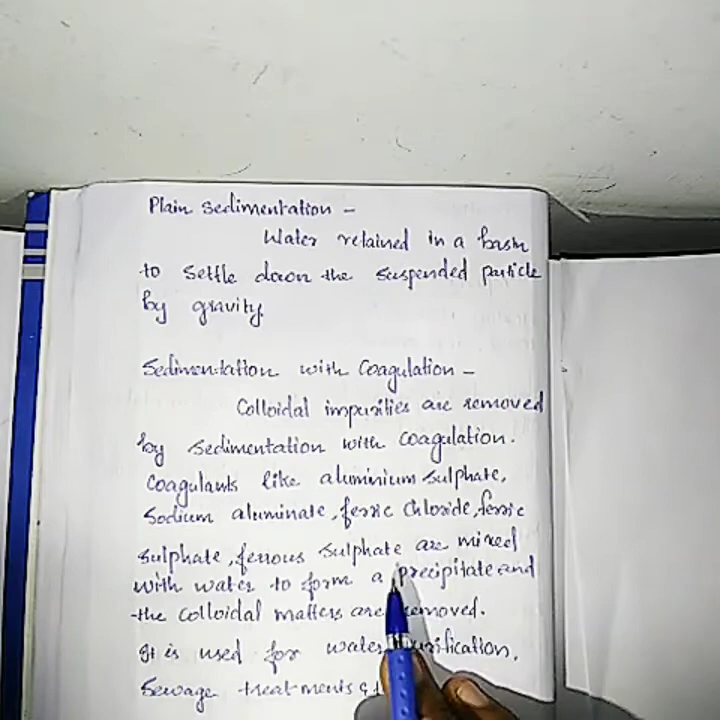 Plain Sedimentation -
Water retained in a basin
to settle down the suspended particle
by gravity.
Sedimentation with Coagulation -
Colloidal impurities are removed
by sedimentation with coagulation.
Coagulants like aluminium sulphate,
Sodium aluminate, ferric chloride, ferric
sulphate, ferrous sulphate are mixed
with water to form a precipitate and
the colloidal matters are removed.
It is used for water purification,
Sewage treatments